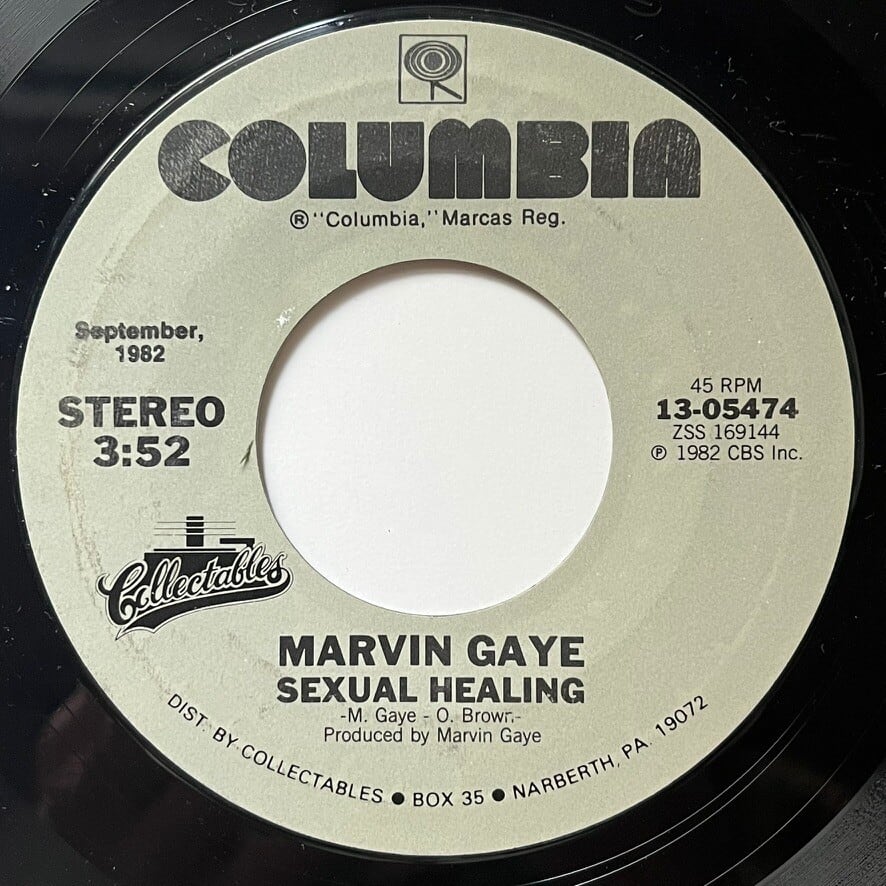 COLUMBIA
®"Columbia,"Marcas Reg.
September,
1982
STEREO
3:52
45 RPM
13-05474
ZSS 169144
℗ 1982 CBS Inc.
Collectables
MARVIN GAYE
SEXUAL HEALING
-M. Gaye - O. Brown-
Produced by Marvin Gaye
DIST. BY COLLECTABLES ● BOX 35 ● NARBERTH, PA. 19072